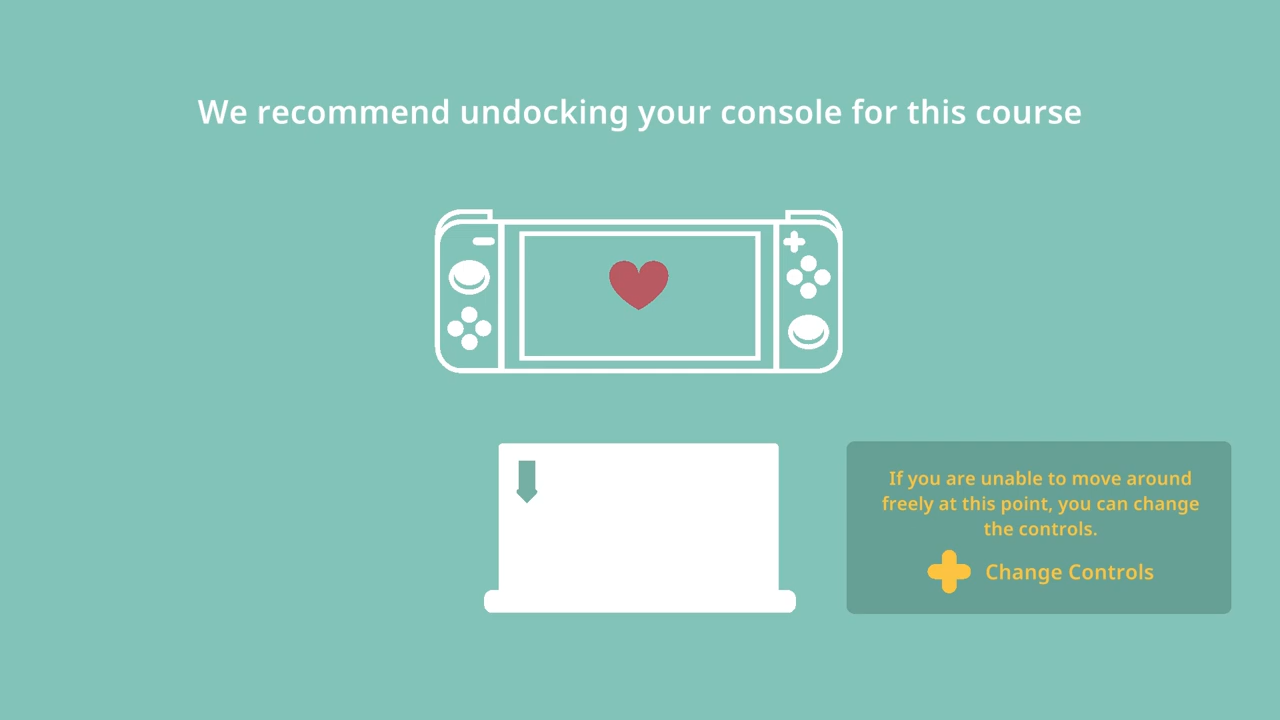 We recommend undocking your console for this course
If you are unable to move around
freely at this point, you can change
the controls.
Change Controls